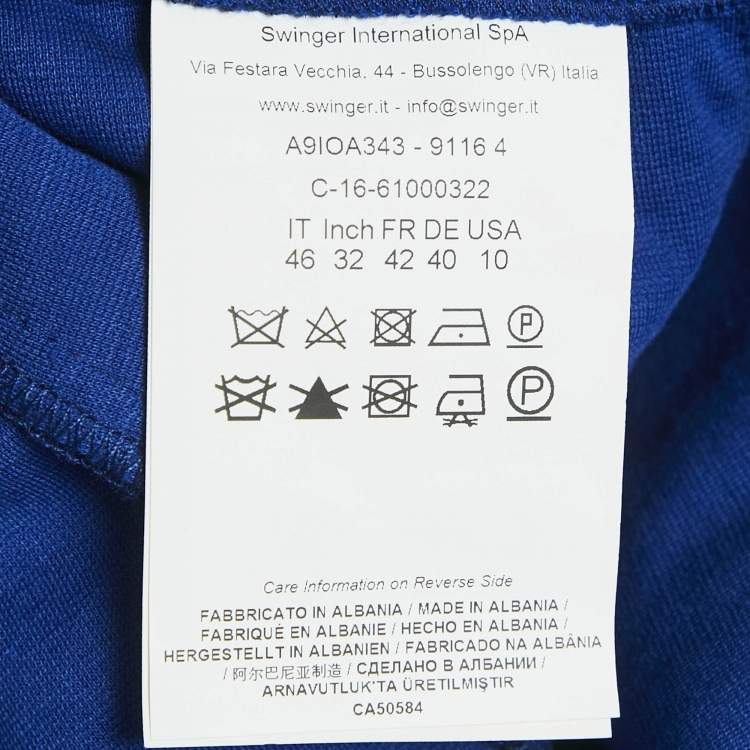 Swinger International SpA
Via Festara Vecchia, 44 - Bussolengo (VR) Italia
www.swinger.it - info@swinger.it
A9IOA343 - 9116 4
C-16-61000322
IT Inch FR DE USA
46 32 42 40 10
P
P
Care Information on Reverse Side
FABBRICATO IN ALBANIA / MADE IN ALBANIA /
FABRIQUÉ EN ALBANIE / HECHO EN ALBANIA /
HERGESTELLT IN ALBANIEN / FABRICADO NA ALBÂNIA
/ 阿尔巴尼亚制造 / СДЕЛАНО В АЛБАНИИ /
ARNAVUTLUK'TA ÜRETILMIŞTIR
CA50584